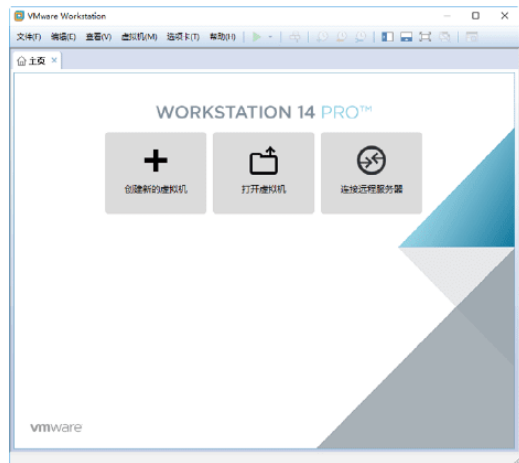 VMware Workstation
文件(F) 编辑(E) 查看(V) 虚拟机(M) 选项卡(T) 帮助(H)
主页
WORKSTATION 14 PRO™
创建新的虚拟机 打开虚拟机 连接远程服务器
vmware